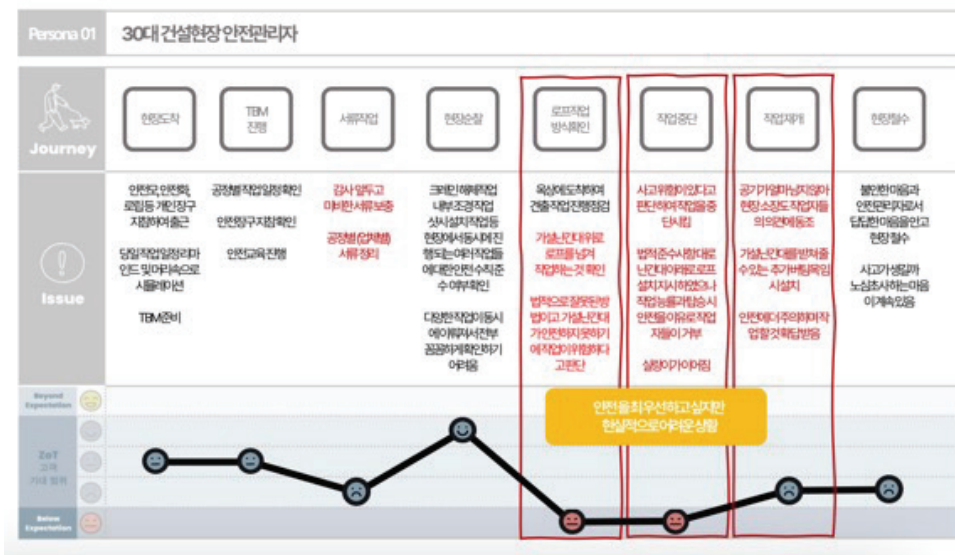 Persona 01
30대 건설현장 안전관리자
Journey
현장도착
TBM
진행
서류작업
현장순찰
로프작업
방식확인
작업중단
작업재개
현장철수
Issue
안전모, 안전화,
로립등 개인장구
지참하여 출근
당일 작업 일정 리마
인드 및 머리속으로
시뮬레이션
TBM준비
공정별 작업 일정 확인
안전장구 지참 확인
안전교육 진행
감사 앞두고
미비한 서류 보충
공정별 (업체별)
서류 정리
크레인 해체작업
내부 조경 작업
샷시 설치 작업 등
현장에서 동시에 진
행 되는 여러 작업들
에 대한 안전 수칙 준
수 여부 확인
다양한 작업이 동시
에 이뤄져서 전부
꼼꼼하게 확인하기
어려움
옥상에 도착하여
견출작업 진행 점검
가설난간대 위로
로프를 넘겨
작업하는 것 확인
법적으로 잘못된 방
법이고 가설난간대
가 안전하지 못하기
에 작업이 위험하다
고 판단
사고 위험이 있다고
판단하여 작업을 중
단시킴
법적 준수사항대로
난간대 아래로 로프
설치 지시 하였으나
작업 능률과 탑승시
안전을 이유로 작업
자들이 거부
실랑이가 이어짐
공기가 얼마 남지 않아
현장 소장도 작업자들
의 의견에 동조
가설난간대를 받쳐 줄
수 있는 추가 버팀목 임
시 설치
안전에 더 주의하며 작
업 할 것 확답 받음
불안한 마음과
안전관리자로서
답답한 마음을 안고
현장 철수
사고가 생길까
노심초사 하는 마음
이 계속 있음
Beyond
Expectation
ZoT
고객
기대 범위
Below
Expectation
안전을 최우선하고 싶지만
현실적으로 어려운 상황